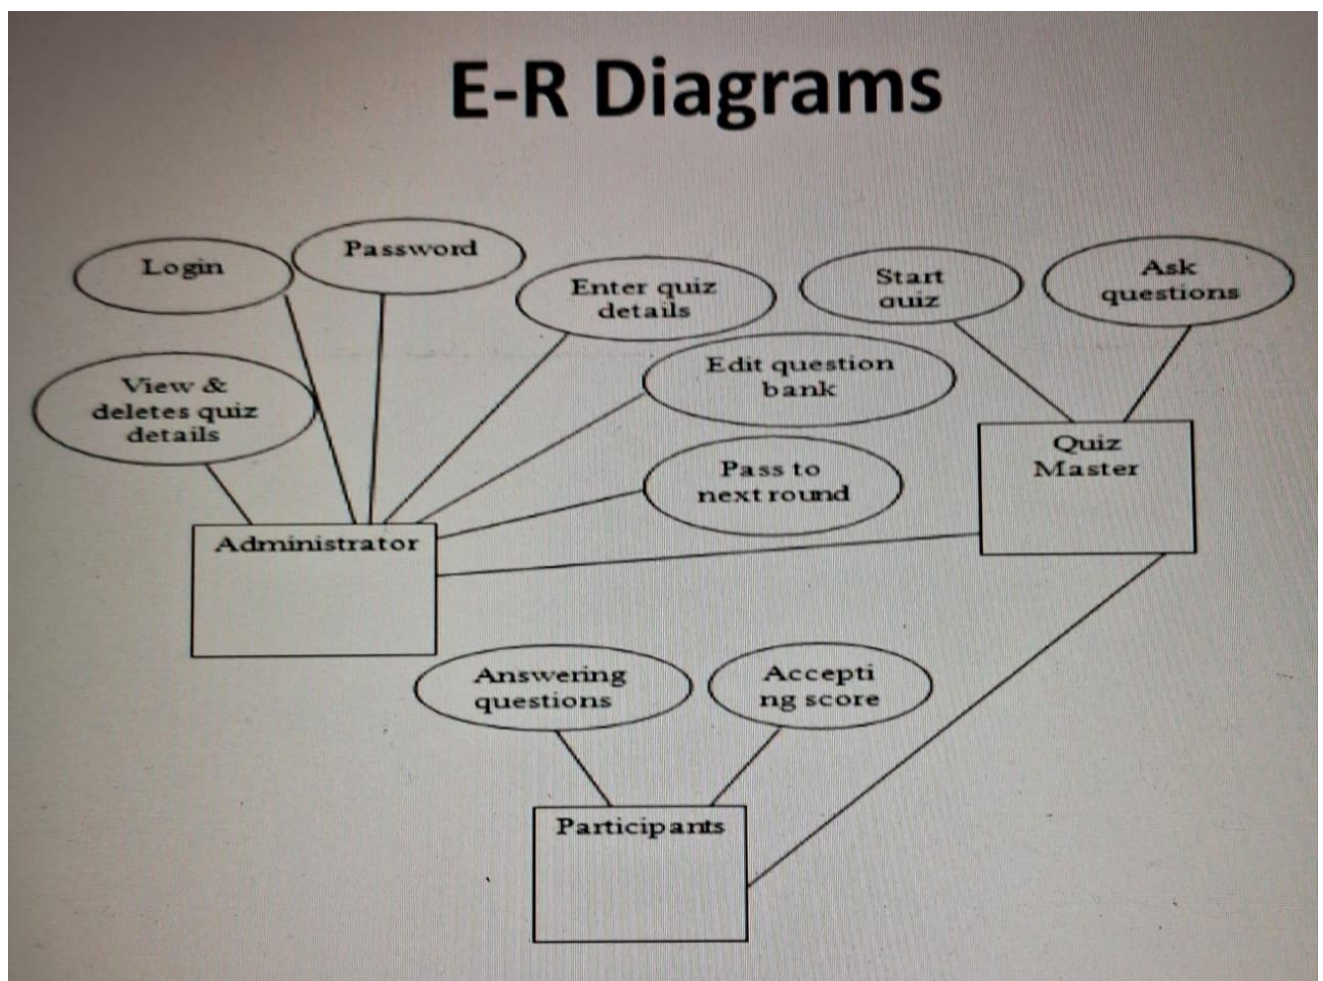 E-R Diagrams
Login
Password
Enter quiz
details
Start
quiz
Ask
questions
View &
deletes quiz
details
Edit question
bank
Pass to
next round
Quiz
Master
Administrator
Answering
questions
Accepti
ng score
Participants